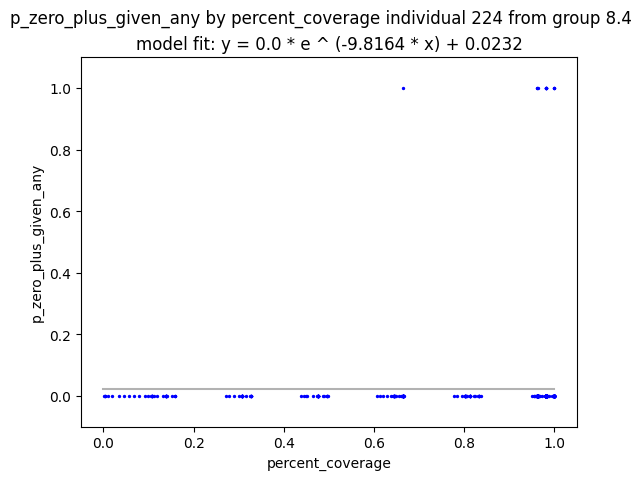 p_zero_plus_given_any by percent_coverage individual 224 from group 8.4
model fit: y = 0.0 * e ^ (-9.8164 * x) + 0.0232
p_zero_plus_given_any
1.0
0.8
0.6
0.4
0.2
0.0
0.0 0.2 0.4 0.6 0.8 1.0
percent_coverage